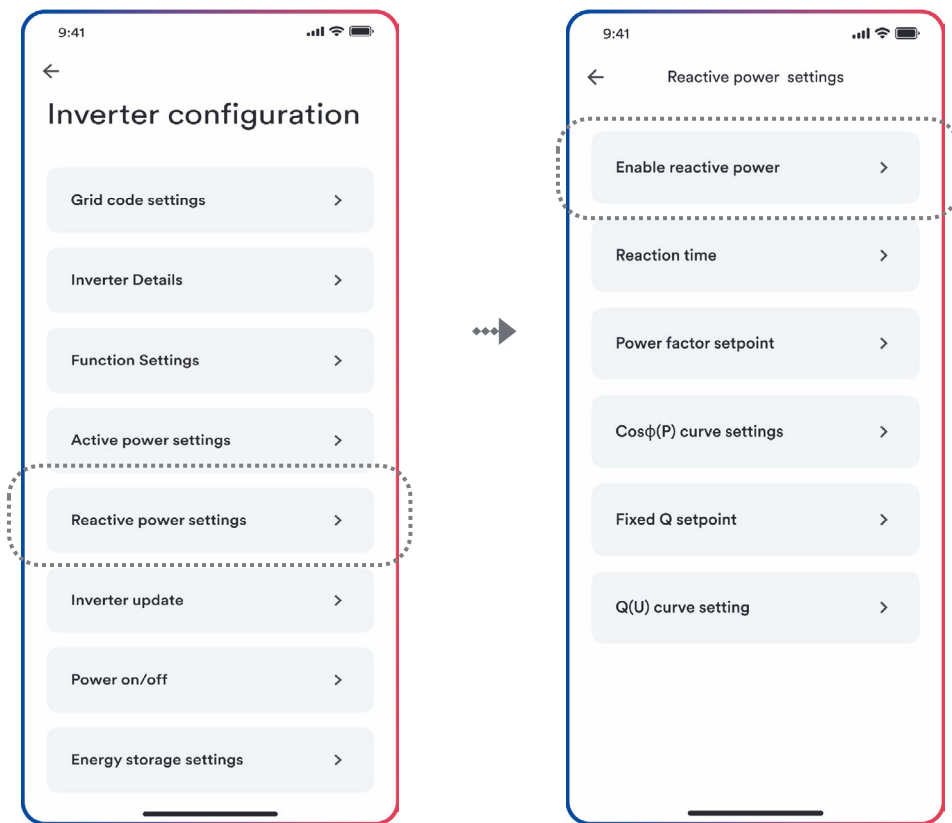 9:41
Inverter configuration
Grid code settings
Inverter Details
Function Settings
Active power settings
Reactive power settings
Inverter update
Power on/off
Energy storage settings
9:41
Reactive power settings
Enable reactive power
Reaction time
Power factor setpoint
Cosϕ(P) curve settings
Fixed Q setpoint
Q(U) curve setting